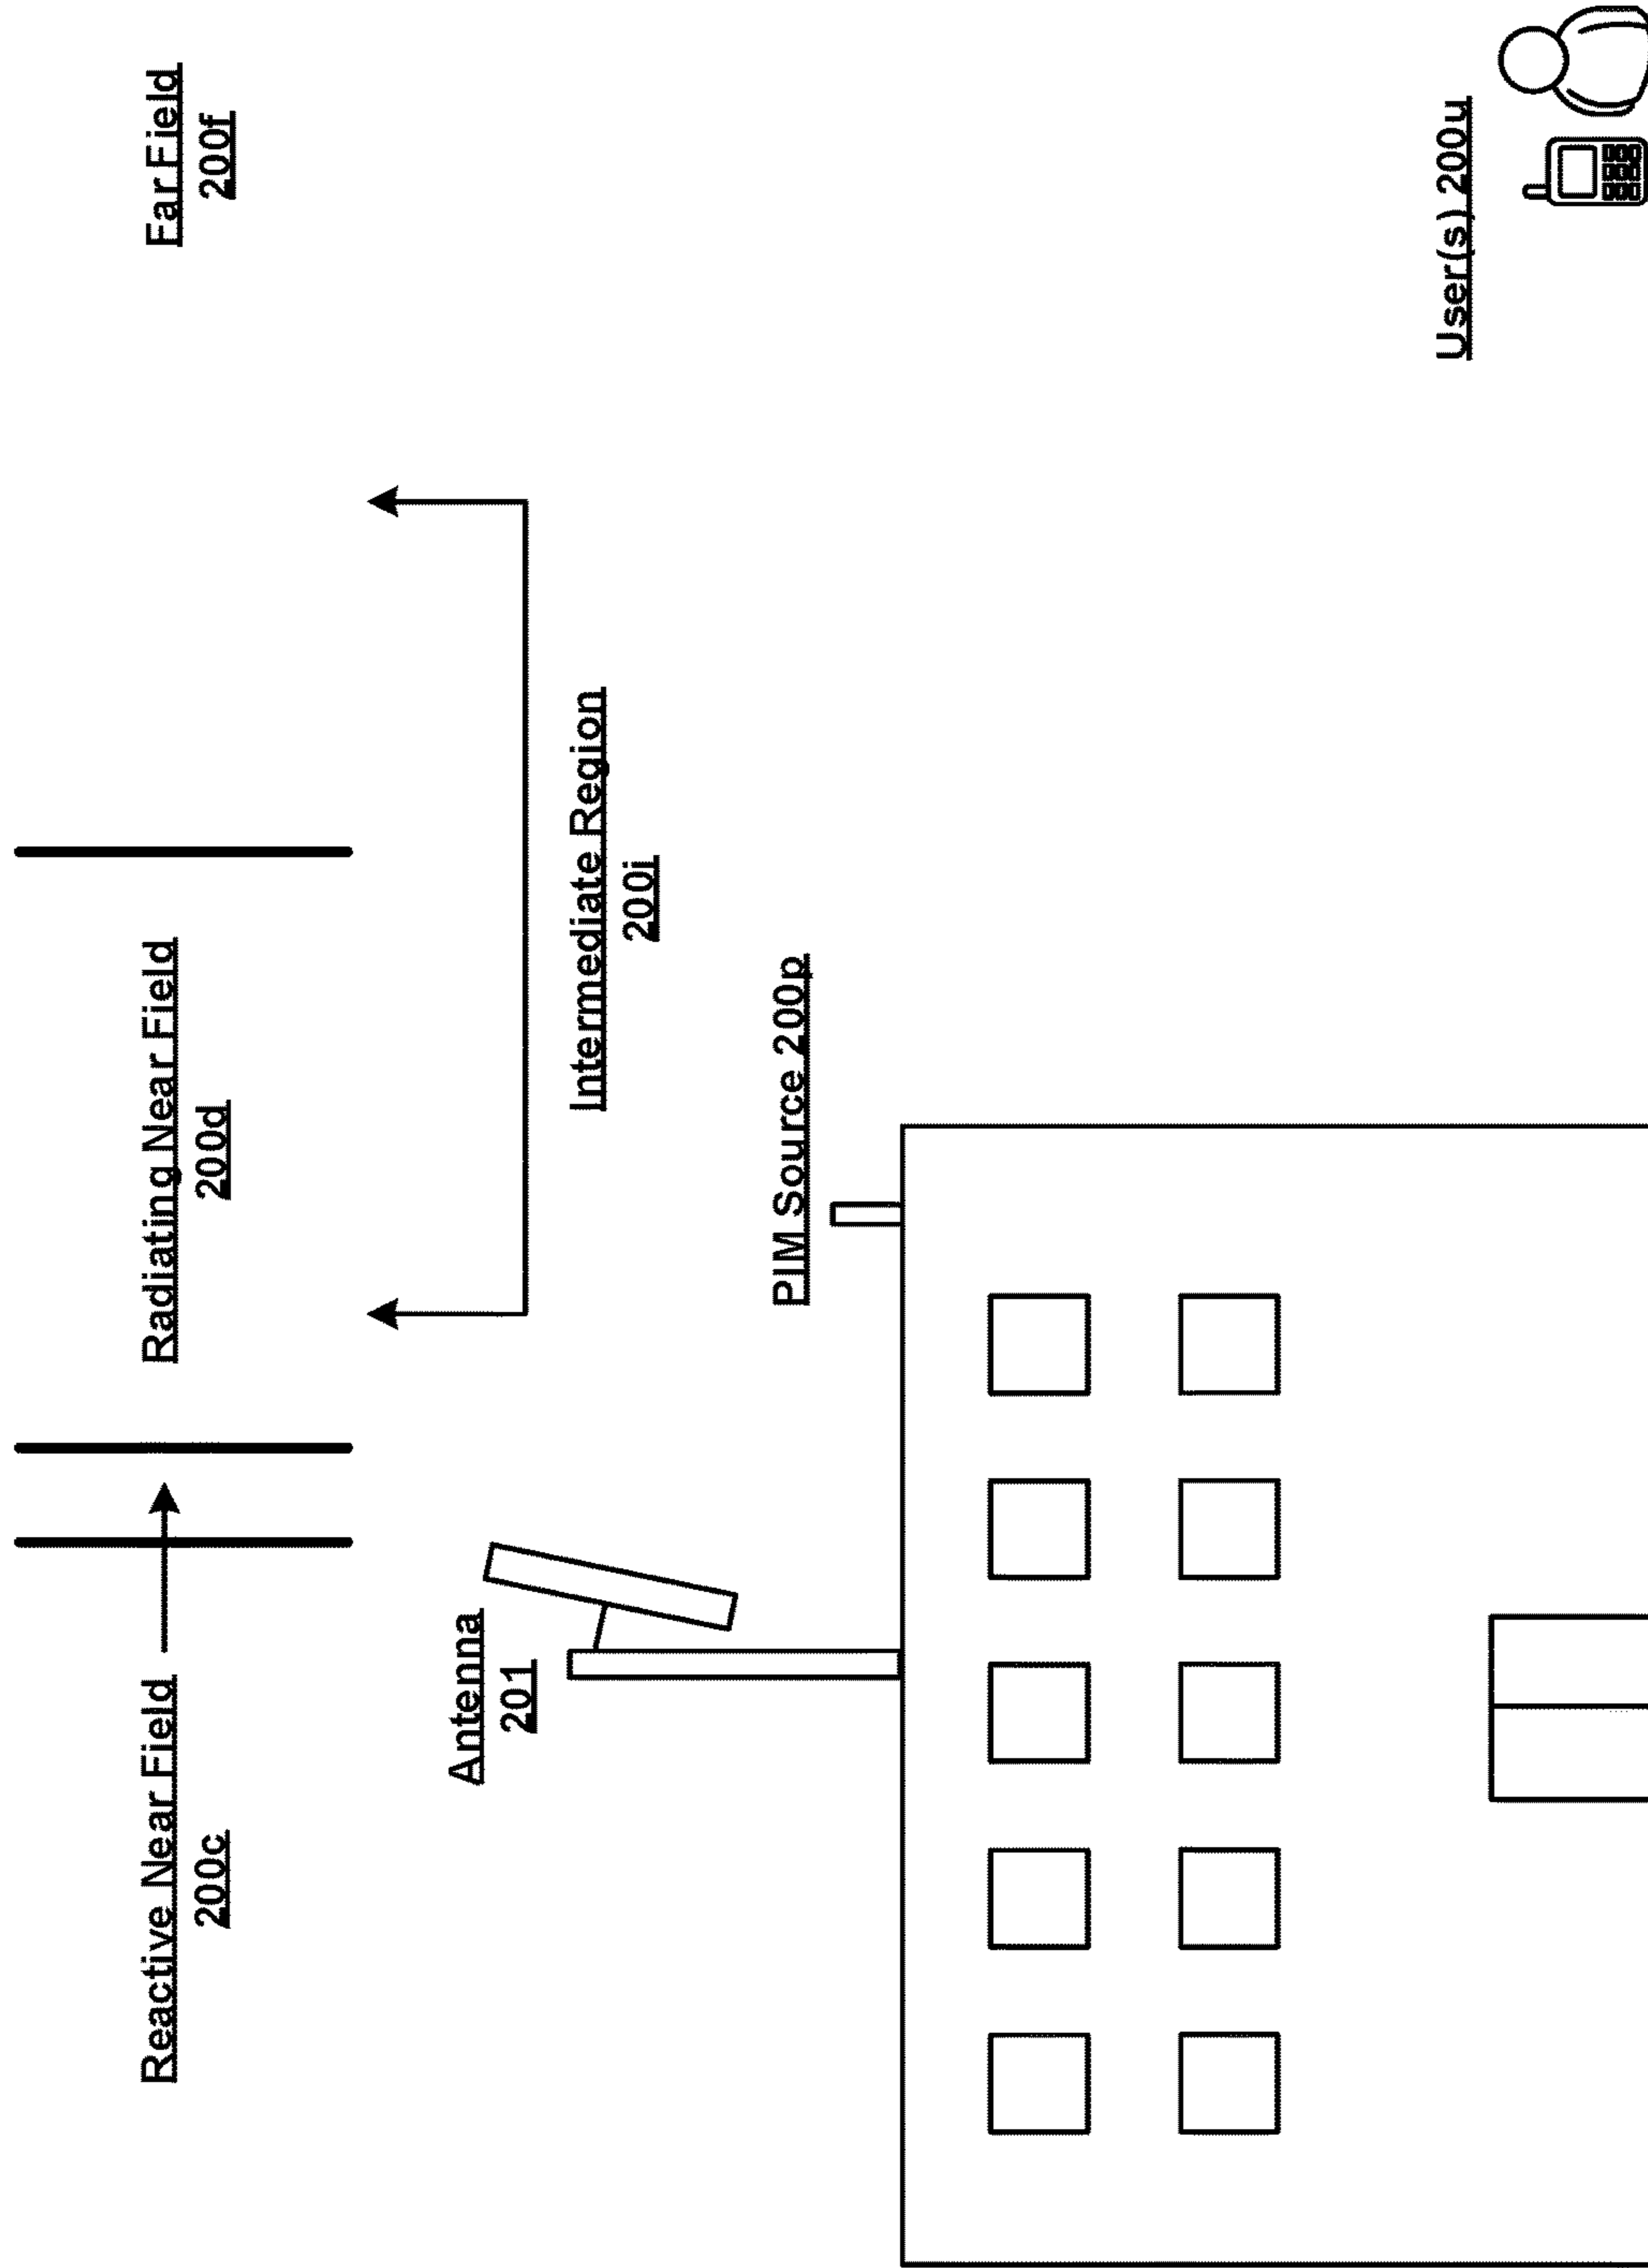 Reactive Near Field
200c
Radiating Near Field
200d
Far Field
200f
Antenna
201
Intermediate Region
200i
PIM Source 200p
User(s) 200u